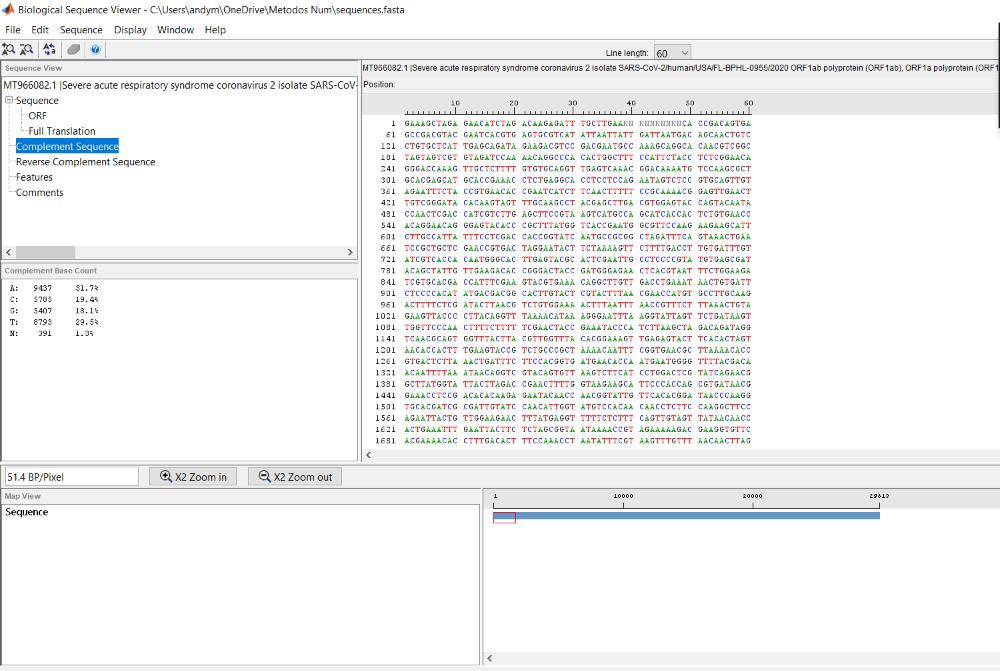 Biological Sequence Viewer - C:\Users\andym\OneDrive\Metodos Num\sequences.fasta
File Edit Sequence Display Window Help
Line length: 60
Sequence View
MT966082.1 |Severe acute respiratory syndrome coronavirus 2 isolate SARS-CoV-
Sequence
ORF
Full Translation
Complement Sequence
Reverse Complement Sequence
Features
Comments
Complement Base Count
A: 9437 31.7%
C: 5785 19.4%
G: 5407 18.1%
T: 8793 29.5%
N: 391 1.3%
MT966082.1 |Severe acute respiratory syndrome coronavirus 2 isolate SARS-CoV-2/human/USA/FL-BPHL-0955/2020 ORF1ab polyprotein (ORF1ab), ORF1a polyprotein (ORF1
Position:
10 20 30 40 50 60
1 GAAAGCTAGA GAACATCTAG ACAAGAGATT TGCTTGAANN NNNNNNNNCA CCGACAGTGA
61 GCCGACGTAC GAATCACGTG AGTGCGTCAT ATTAATTATT GATTAATGAC AGCAACTGTC
121 CTGTGCTCAT TGAGCAGATA GAAGACGTCC GACGAATGCC AAAGCAGGCA CAACGTCGGC
181 TAGTAGTCGT GTAGATCCAA AACAGGCCCA CACTGGCTTT CCATTCTACC TCTCGGAACA
241 GGGACCAAAG TTGCTCTTTT GTGTGCAGGT TGAGTCAAAC GGACAAAATG TCCAAGCGCT
301 GCACGAGCAT GCACCGAAAC CTCTGAGGCA CCTCCTCCAG AATAGTCTCC GTGCAGTTGT
361 AGAATTTCTA CCGTGAACAC CGAATCATCT TCAACTTTTT CCGCAAAACG GAGTTGAACT
421 TGTCGGGATA CACAAGTAGT TTGCAAGCCT ACGAGCTTGA CGTGGAGTAC CAGTACAATA
481 CCAACTCGAC CATCGTCTTG AGCTTCCGTA AGTCATGCCA GCATCACCAC TCTGTGAACC
541 ACAGGAACAG GGAGTACACC CGCTTTATGG TCACCGAATG GCGTTCCAAG AAGAAGCATT
601 CTTGCCATTA TTTCCTCGAC CACCGGTATC AATGCCGCGG CTAGATTTCA GTAAACTGAA
661 TCCGCTGCTC GAACCGTGAC TAGGAATACT TCTAAAAGTT CTTTTGACCT TGTGATTTGT
721 ATCGTCACCA CAATGGGCAC TTGAGTACGC ACTCGAATTG CCTCCCCGTA TGTGAGCGAT
781 ACAGCTATTG TTGAAGACAC CGGGACTACC GATGGGAGAA CTCACGTAAT TTCTGGAAGA
841 TCGTGCACGA CCATTTCGAA GTACGTGAAA CAGGCTTGTT GACCTGAAAT AACTGTGATT
901 CTCCCCACAT ATGACGACGG CACTTGTACT CGTACTTTAA CGAACCATGT GCCTTGCAAG
961 ACTTTTCTCG ATACTTAACG TCTGTGGAAA ACTTTAATTT AACCGTTTCT TTAAACTGTA
1021 GAAGTTACCC CTTACAGGTT TAAAACATAA AGGGAATTTA AGGTATTAGT TCTGATAAGT
1081 TGGTTCCCAA CTTTTCTTTT TCGAACTACC GAAATACCCA TCTTAAGCTA GACAGATAGG
1141 TCAACGCAGT GGTTTACTTA CGTTGGTTTA CACGGAAAGT TGAGAGTACT TCACACTAGT
1201 AACACCACTT TGAAGTACCG TCTGCCCGCT AAAACAATTT CGGTGAACGC TTAAAACACC
1261 GTGACTCTTA AACTGATTTC TTCCACGGTG ATGAACACCA ATGAATGGGG TTTTACGACA
1321 ACAATTTTAA ATAACAGGTC GTACAGTGTT AAGTCTTCAT CCTGGACTCG TATCAGAACG
1381 GCTTATGGTA TTACTTAGAC CGAACTTTTG GTAAGAAGCA TTCCCACCAG CGTGATAACG
1441 GAAACCTCCG ACACACAAGA GAATACAACC AACGGTATTG TTCACACGGA TAACCCAAGG
1501 TGCACGATCG CGATTGTATC CAACATTGGT ATGTCCACAA CAACCTCTTC CAAGGCTTCC
1561 AGAATTACTG TTGGAAGAAC TTTATGAGGT TTTTCTCTTT CAGTTGTAGT TATAACAACC
1621 ACTGAAATTT GAATTACTTC TCTAGCGGTA ATAAAACCGT AGAAAAAGAC GAAGGTGTTC
1681 ACGAAAACAC CTTTGACACT TTCCAAACCT AATATTTCGT AAGTTTGTTT AACAACTTAG
51.4 BP/Pixel X2 Zoom in X2 Zoom out
Map View
Sequence
1 10000 20000 29813